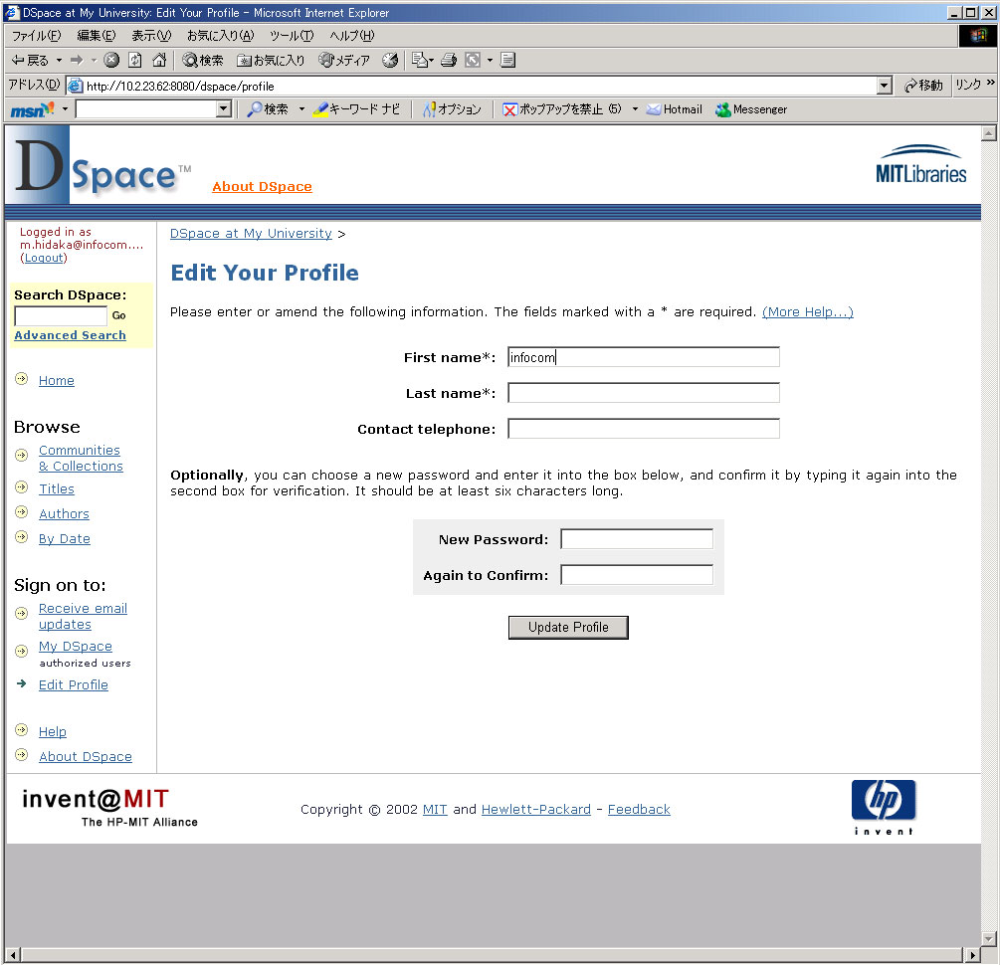 DSpace at My University: Edit Your Profile - Microsoft Internet Explorer
ファイル(F) 編集(E) 表示(V) お気に入り(A) ツール(T) ヘルプ(H)
戻る 検索 お気に入り メディア
アドレス(D) http://10.2.23.62:8080/dspace/profile 移動 リンク »
msn 検索 キーワード ナビ オプション ポップアップを禁止 (5) Hotmail Messenger
DSpace™ About DSpace MITLibraries
Logged in as
m.hidaka@infocom....
(Logout)
Search DSpace:
Go
Advanced Search
Home
Browse
Communities
& Collections
Titles
Authors
By Date
Sign on to:
Receive email
updates
My DSpace
authorized users
Edit Profile
Help
About DSpace
DSpace at My University >
Edit Your Profile
Please enter or amend the following information. The fields marked with a * are required. (More Help...)
First name*: infocom
Last name*:
Contact telephone:
Optionally, you can choose a new password and enter it into the box below, and confirm it by typing it again into the
second box for verification. It should be at least six characters long.
New Password:
Again to Confirm:
Update Profile
invent@MIT
The HP-MIT Alliance
Copyright © 2002 MIT and Hewlett-Packard - Feedback
hp
invent